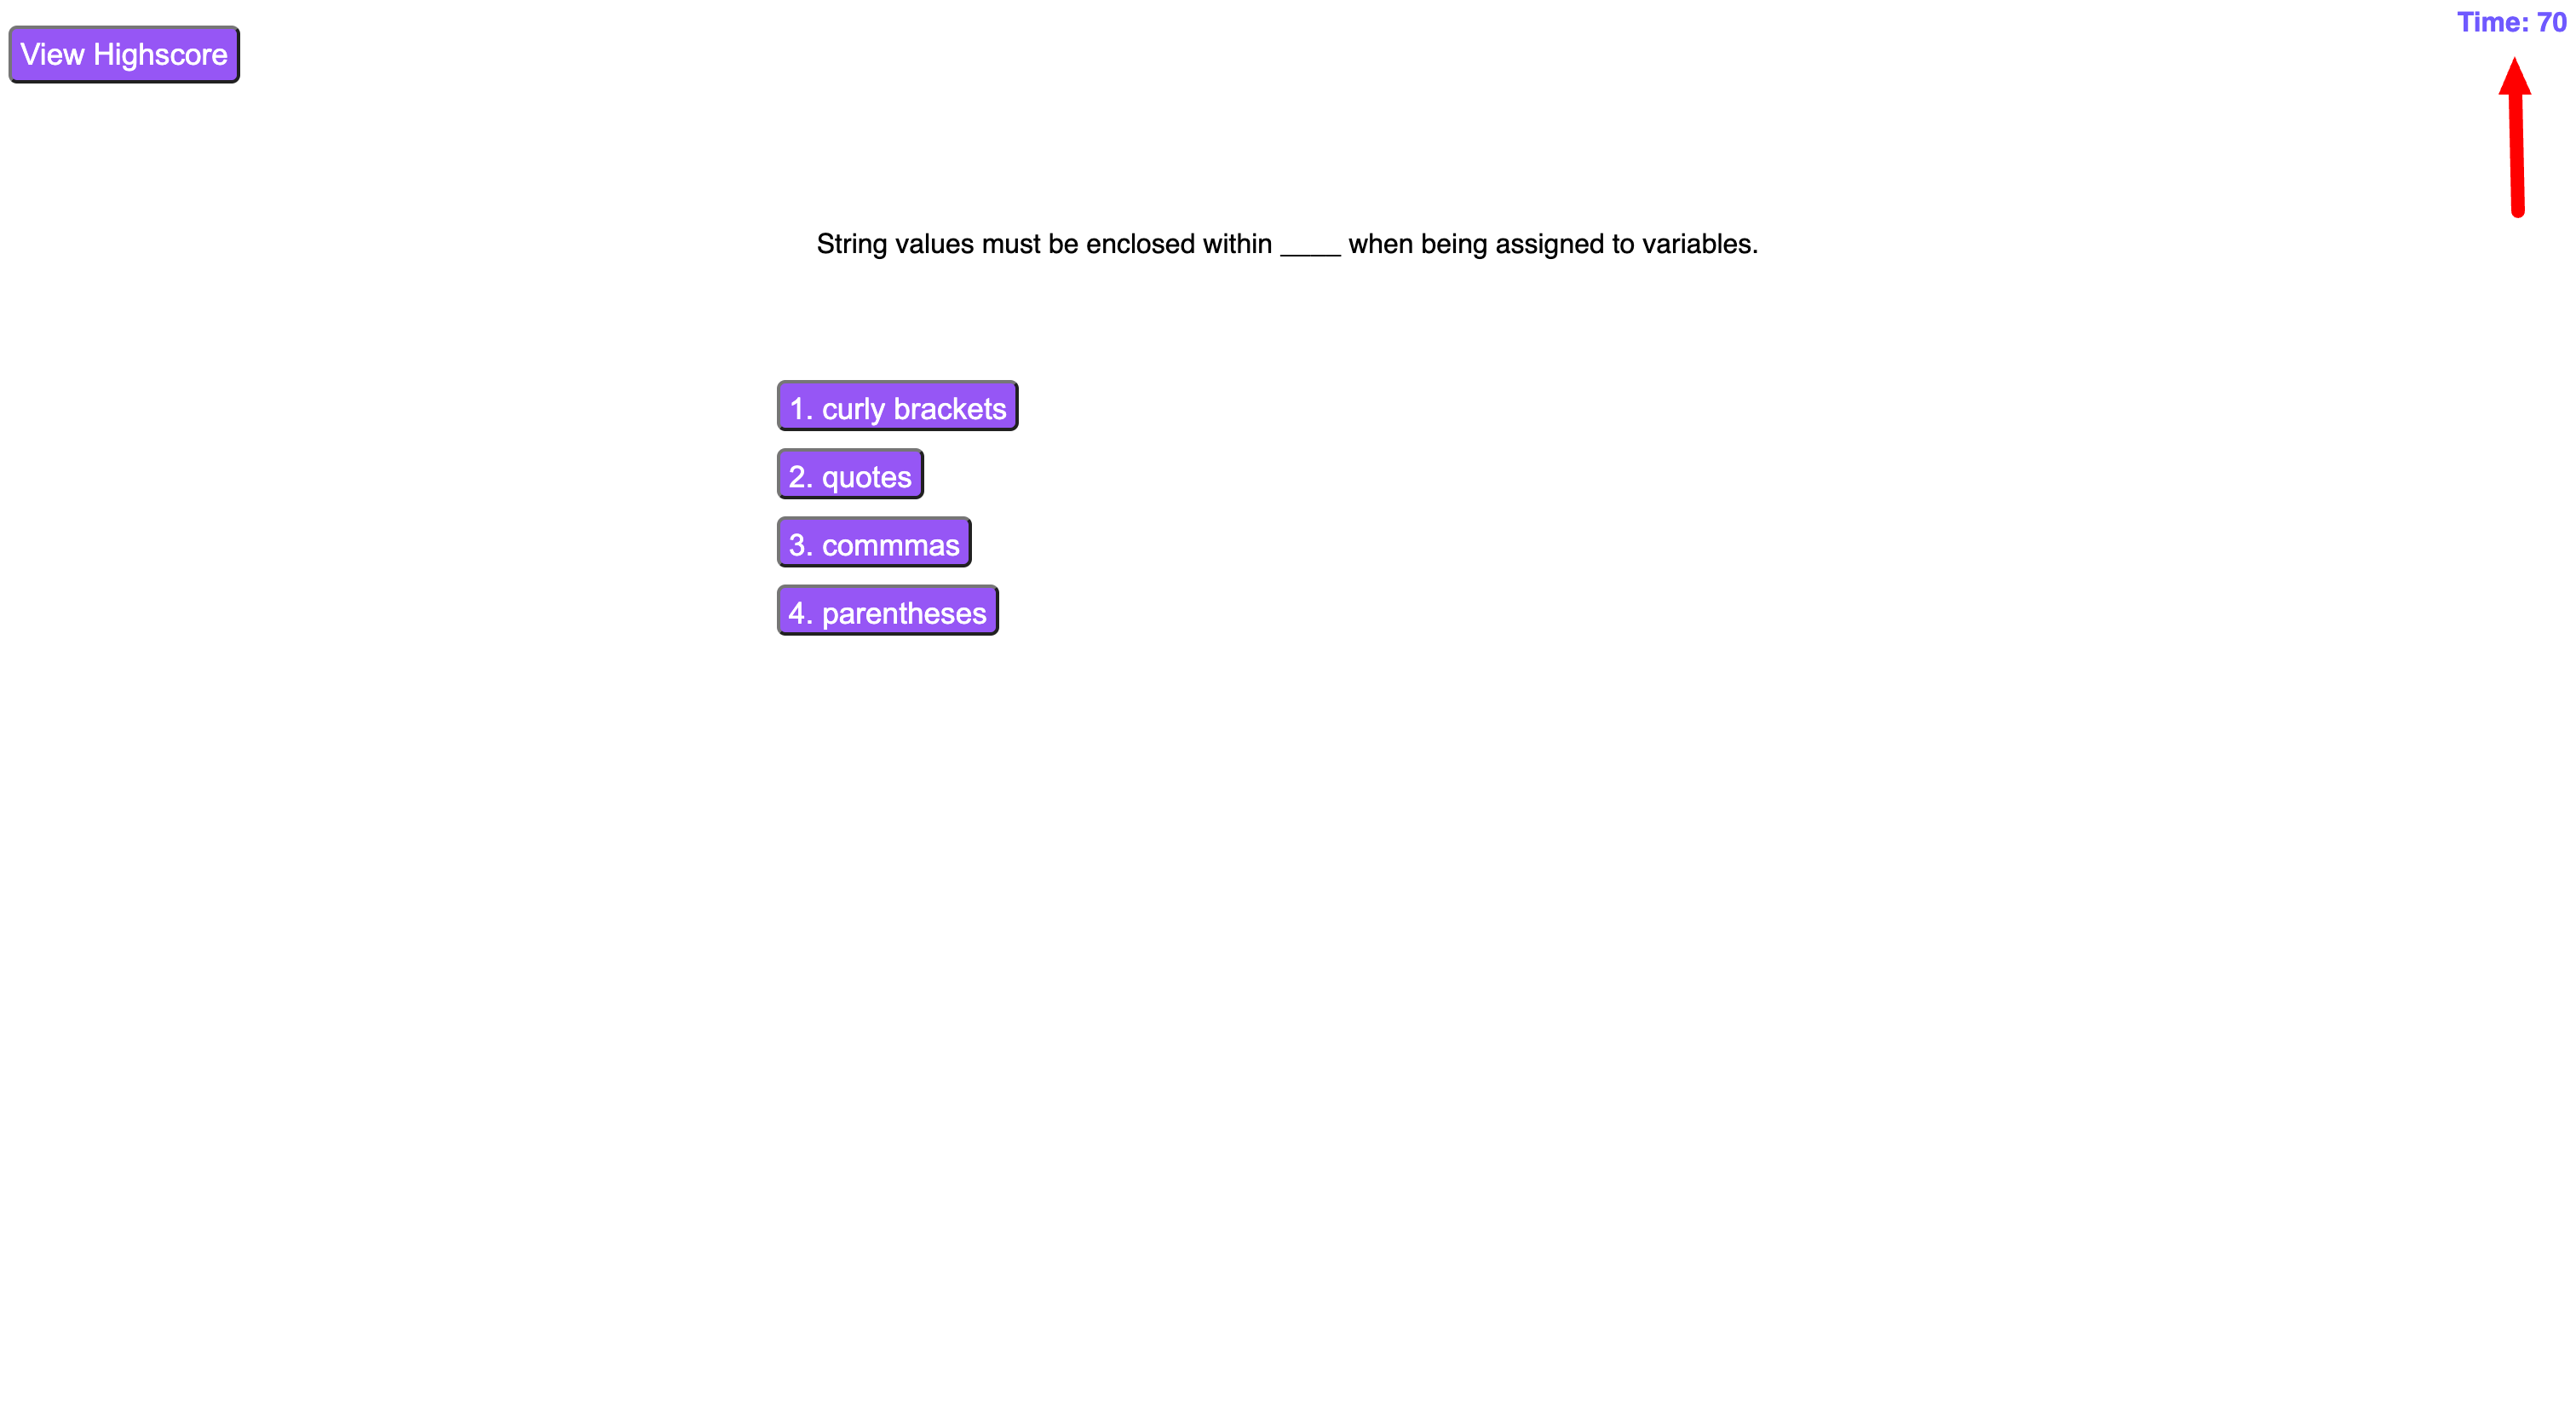 View Highscore
Time: 70
String values must be enclosed within ____ when being assigned to variables.
1. curly brackets
2. quotes
3. commmas
4. parentheses